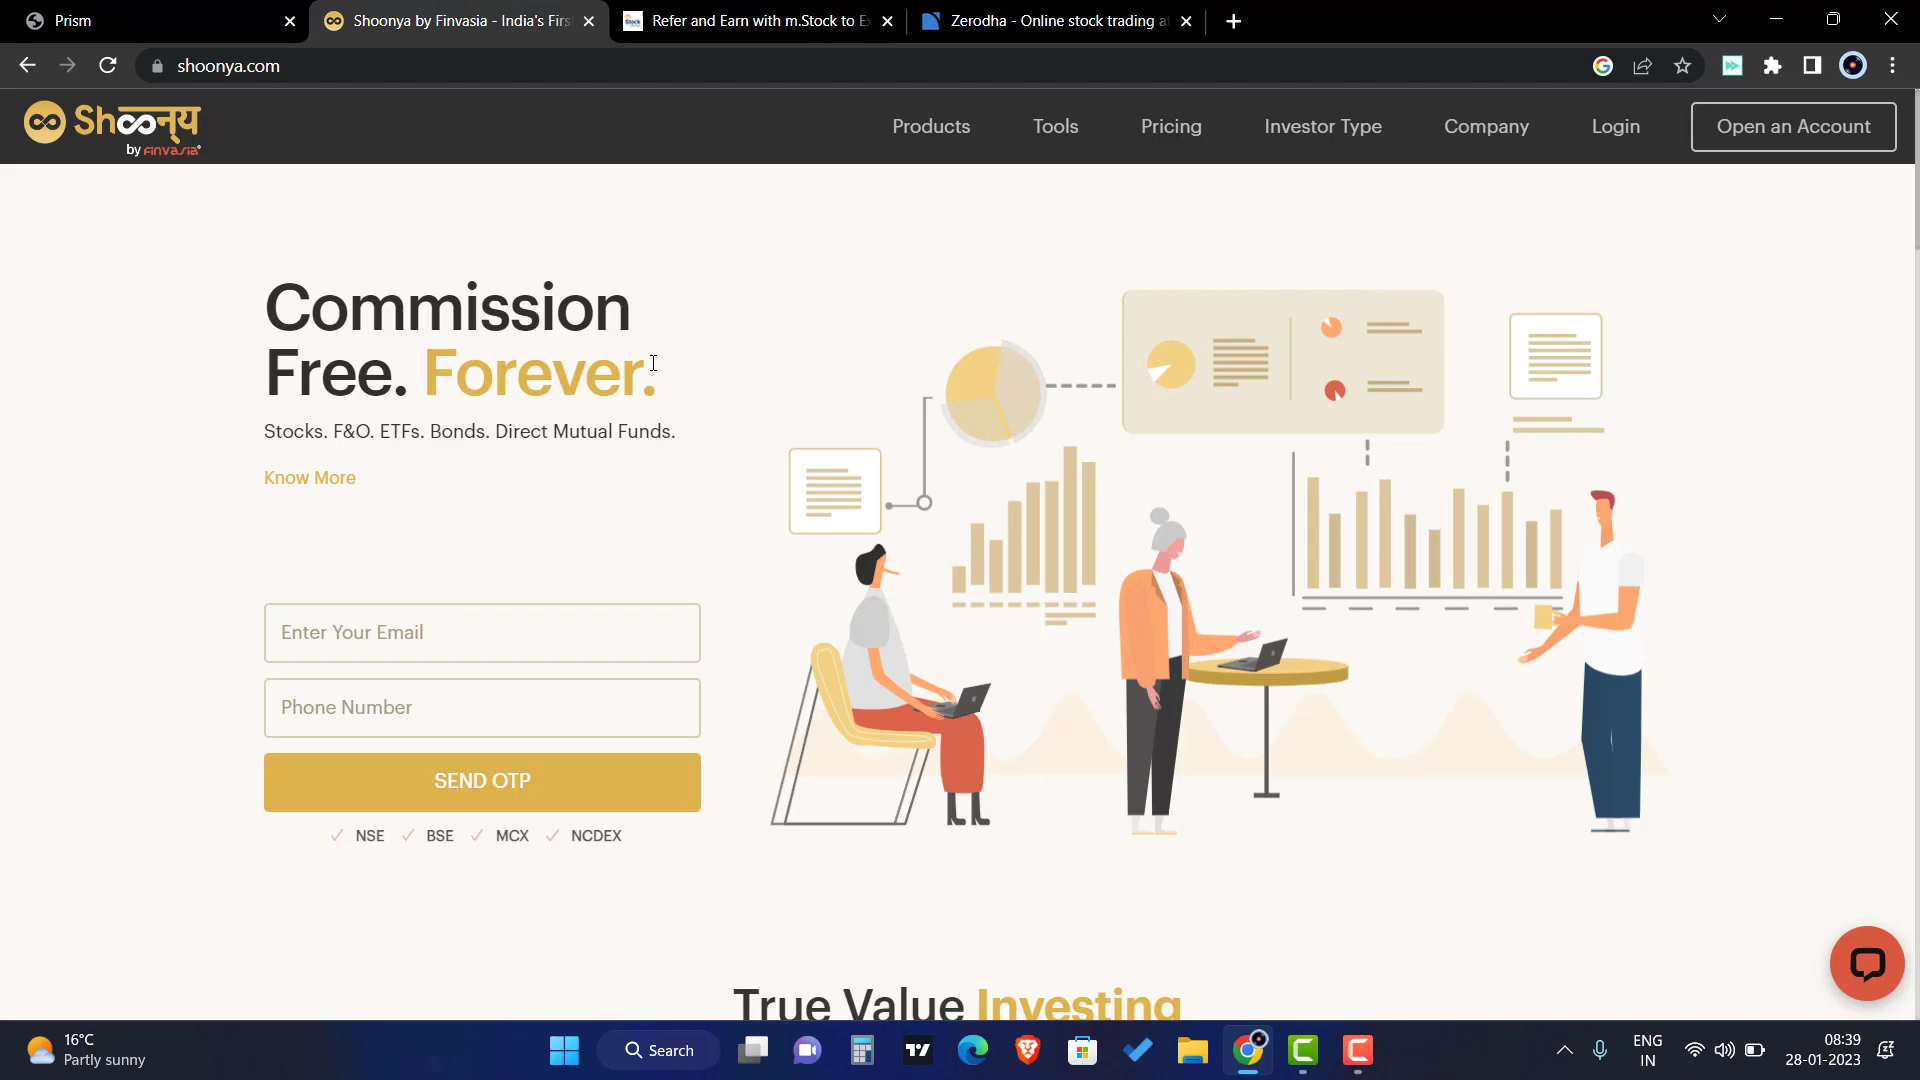 Prism
Shoonya by Finvasia - India's Firs
Refer and Earn with m.Stock to E
Zerodha - Online stock trading a
shoonya.com
Shoonय
by FINVASIA
Products
Tools
Pricing
Investor Type
Company
Login
Open an Account
Commission
Free. Forever.
Stocks. F&O. ETFs. Bonds. Direct Mutual Funds.
Know More
Enter Your Email
Phone Number
SEND OTP
NSE BSE MCX NCDEX
True Value Investing
16°C
Partly sunny
Search
ENG
IN
08:39
28-01-2023